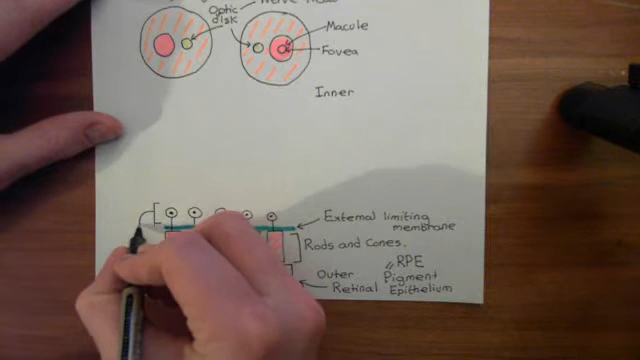 Optic
disk
Macule
Fovea
Inner
External limiting
membrane
Rods and Cones.
RPE
Outer Pigment
Retinal Epithelium